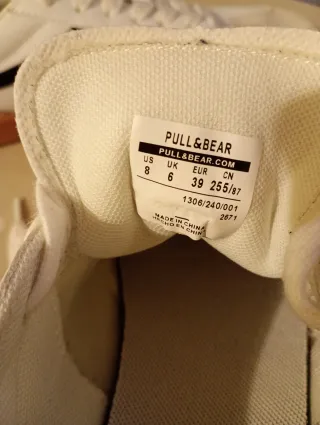 PULL&BEAR
PULL&BEAR.COM
US UK EUR CN
8 6 39 255/87
1306/240/001
2671
MADE IN CHINA